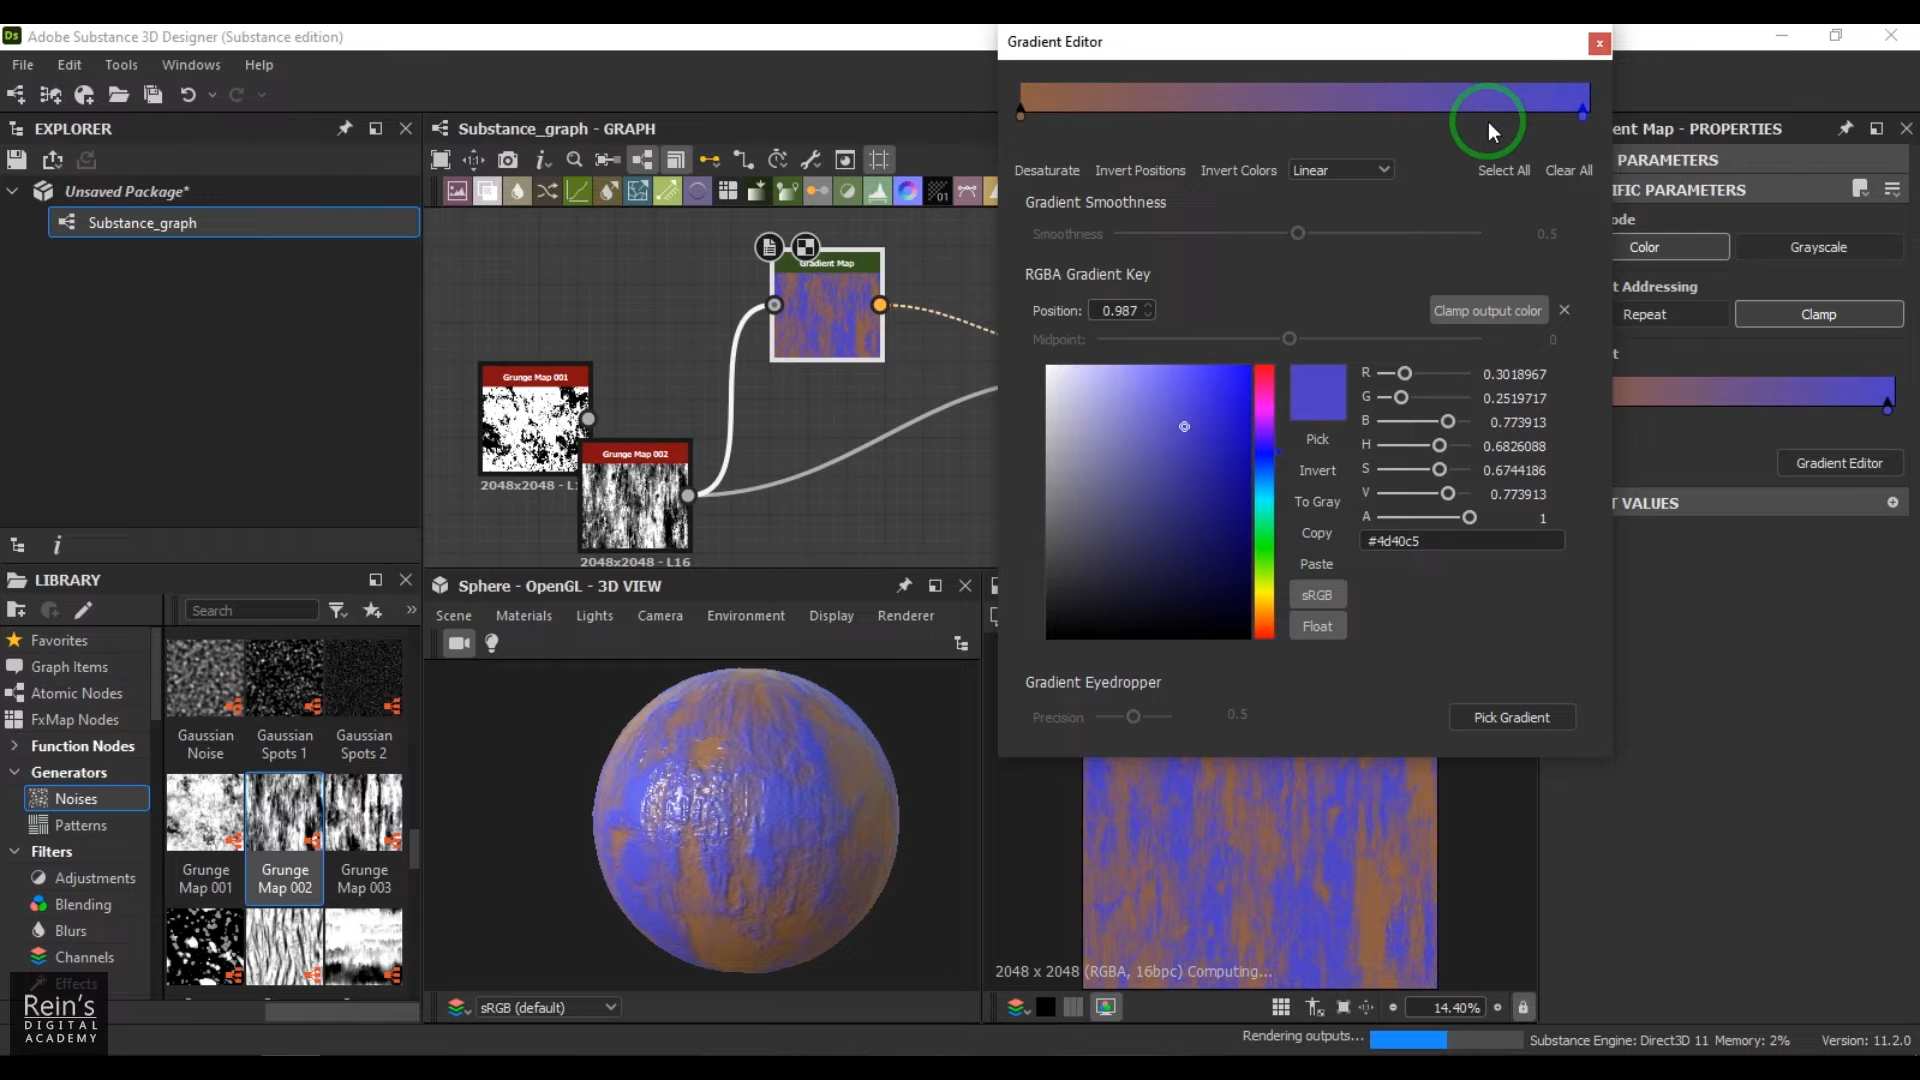 Ds Adobe Substance 3D Designer (Substance edition)
File Edit Tools Windows Help
EXPLORER
Unsaved Package*
Substance_graph
Substance_graph - GRAPH
01
Gradient Map
Grunge Map 001
Grunge Map 002
2048x2048 - L16
LIBRARY
Search
Favorites
Graph Items
Atomic Nodes
FxMap Nodes
Function Nodes
Generators
Noises
Patterns
Filters
Adjustments
Blending
Blurs
Channels
Effects
Gaussian Noise
Gaussian Spots 1
Gaussian Spots 2
Grunge Map 001
Grunge Map 002
Grunge Map 003
Rein's
DIGITAL
ACADEMY
Sphere - OpenGL - 3D VIEW
Scene Materials Lights Camera Environment Display Renderer
sRGB (default)
Gradient Editor
x
Desaturate Invert Positions Invert Colors Linear Select All Clear All
Gradient Smoothness
Smoothness 0.5
RGBA Gradient Key
Position: 0.987 Clamp output color
Midpoint: 0
R 0.3018967
G 0.2519717
B 0.773913
H 0.6826088
S 0.6744186
V 0.773913
A 1
#4d40c5
Pick
Invert
To Gray
Copy
Paste
sRGB
Float
Gradient Eyedropper
Precision 0.5 Pick Gradient
2048 x 2048 (RGBA, 16bpc) Computing...
14.40%
ent Map - PROPERTIES
PARAMETERS
IFIC PARAMETERS
ode
Color Grayscale
t Addressing
Repeat Clamp
t
Gradient Editor
T VALUES
Rendering outputs... Substance Engine: Direct3D 11 Memory: 2% Version: 11.2.0